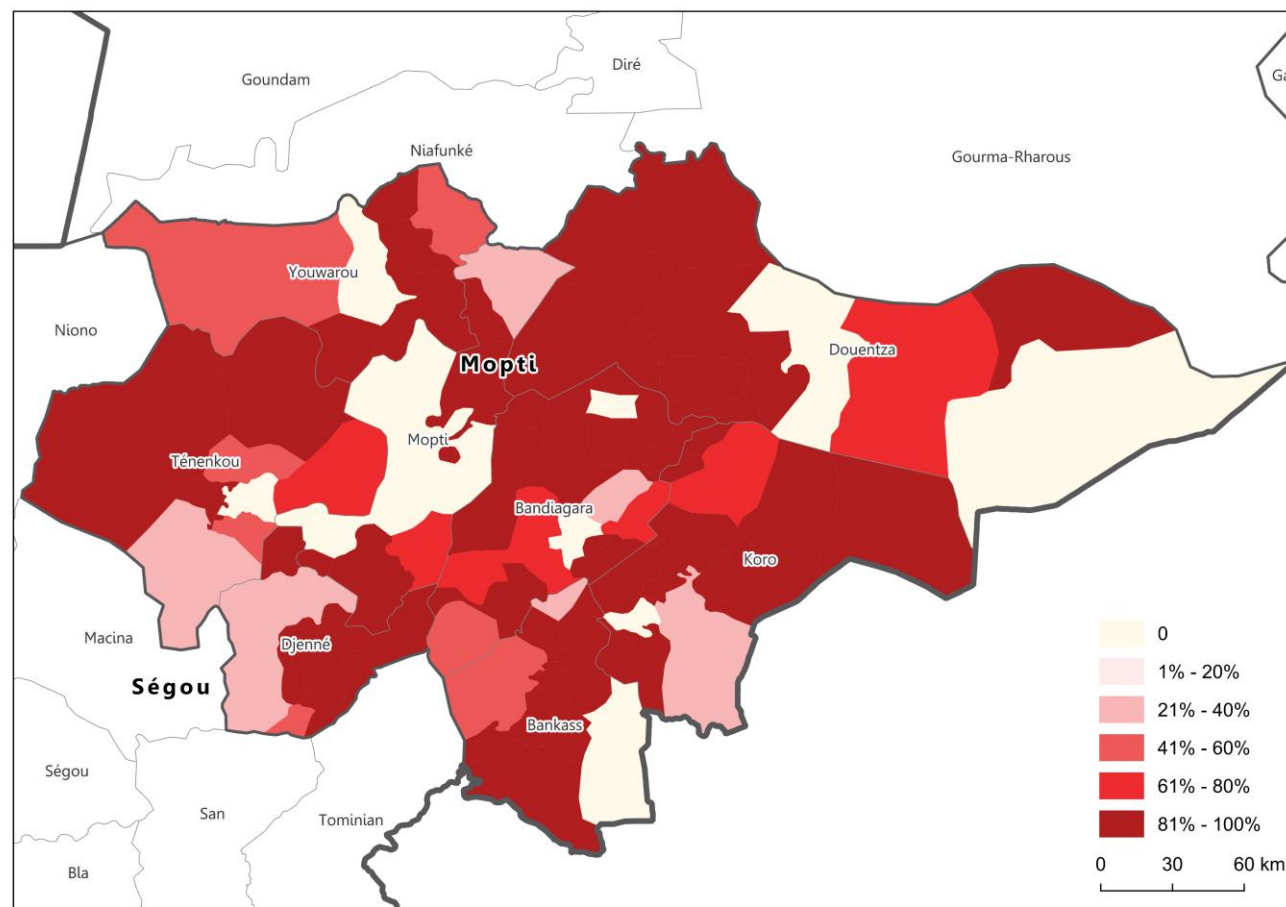 Diré
Goundam
Ga
Niafunké
Gourma-Rharous
Youwarou
Niono
Douentza
Mopti
Mopti
Ténenkou
Bandiagara
Koro
Macina
Djenné
Ségou
Bankass
Ségou
San
Tominian
Bla
0
1% - 20%
21% - 40%
41% - 60%
61% - 80%
81% - 100%
0 30 60 km